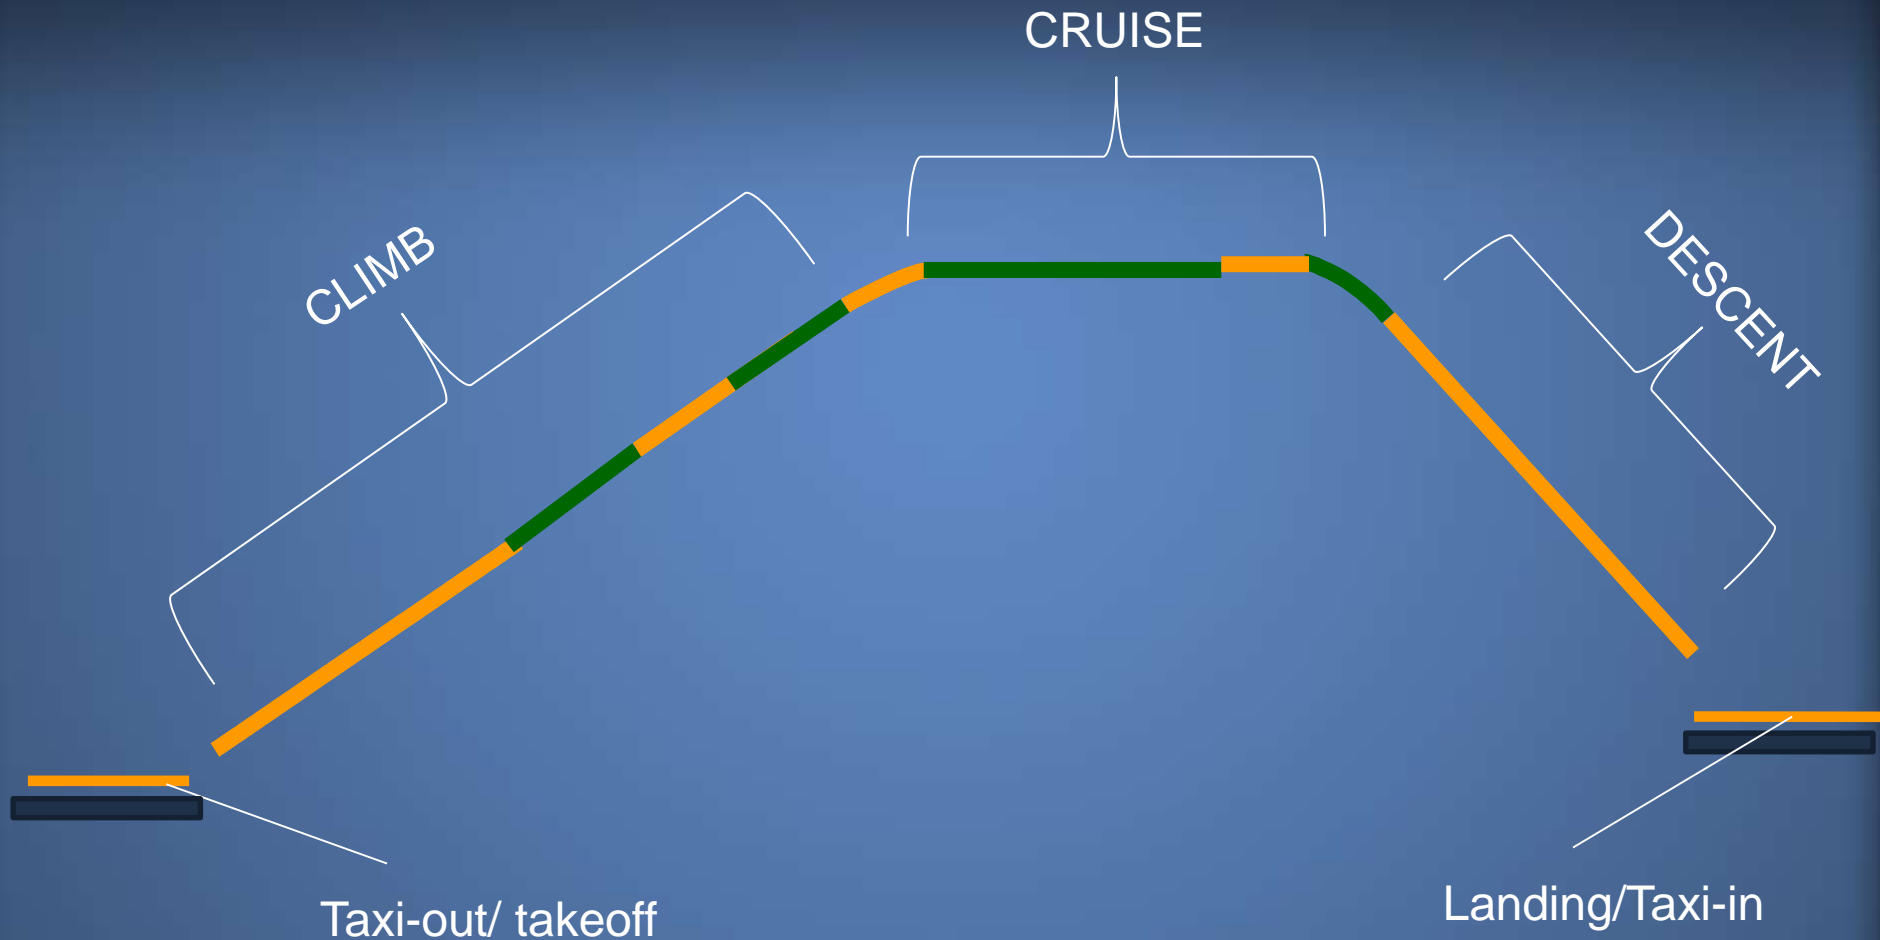 CRUISE
CLIMB
DESCENT
Taxi-out/ takeoff
Landing/Taxi-in